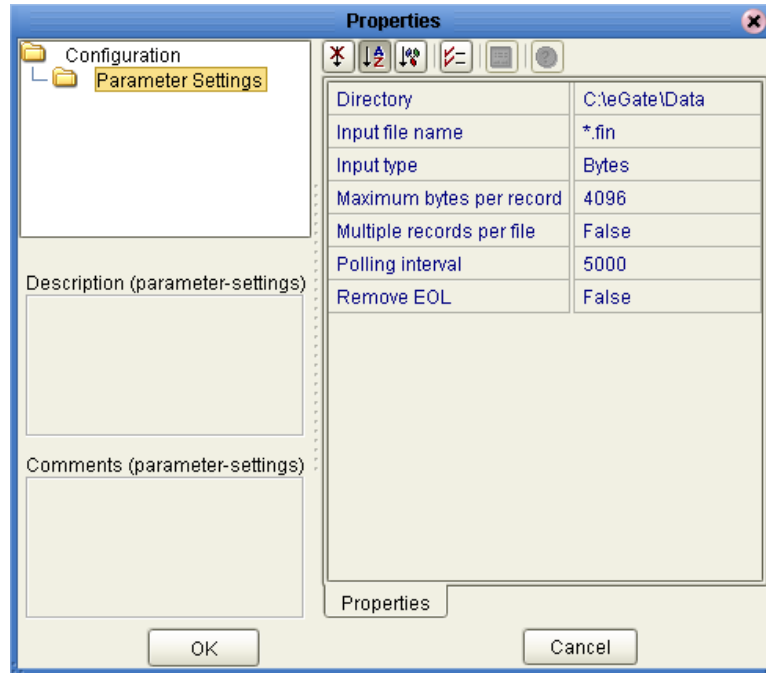 Properties
Configuration
Parameter Settings
Description (parameter-settings)
Comments (parameter-settings)
Directory C:\eGate\Data
Input file name *.fin
Input type Bytes
Maximum bytes per record 4096
Multiple records per file False
Polling interval 5000
Remove EOL False
Properties
OK
Cancel